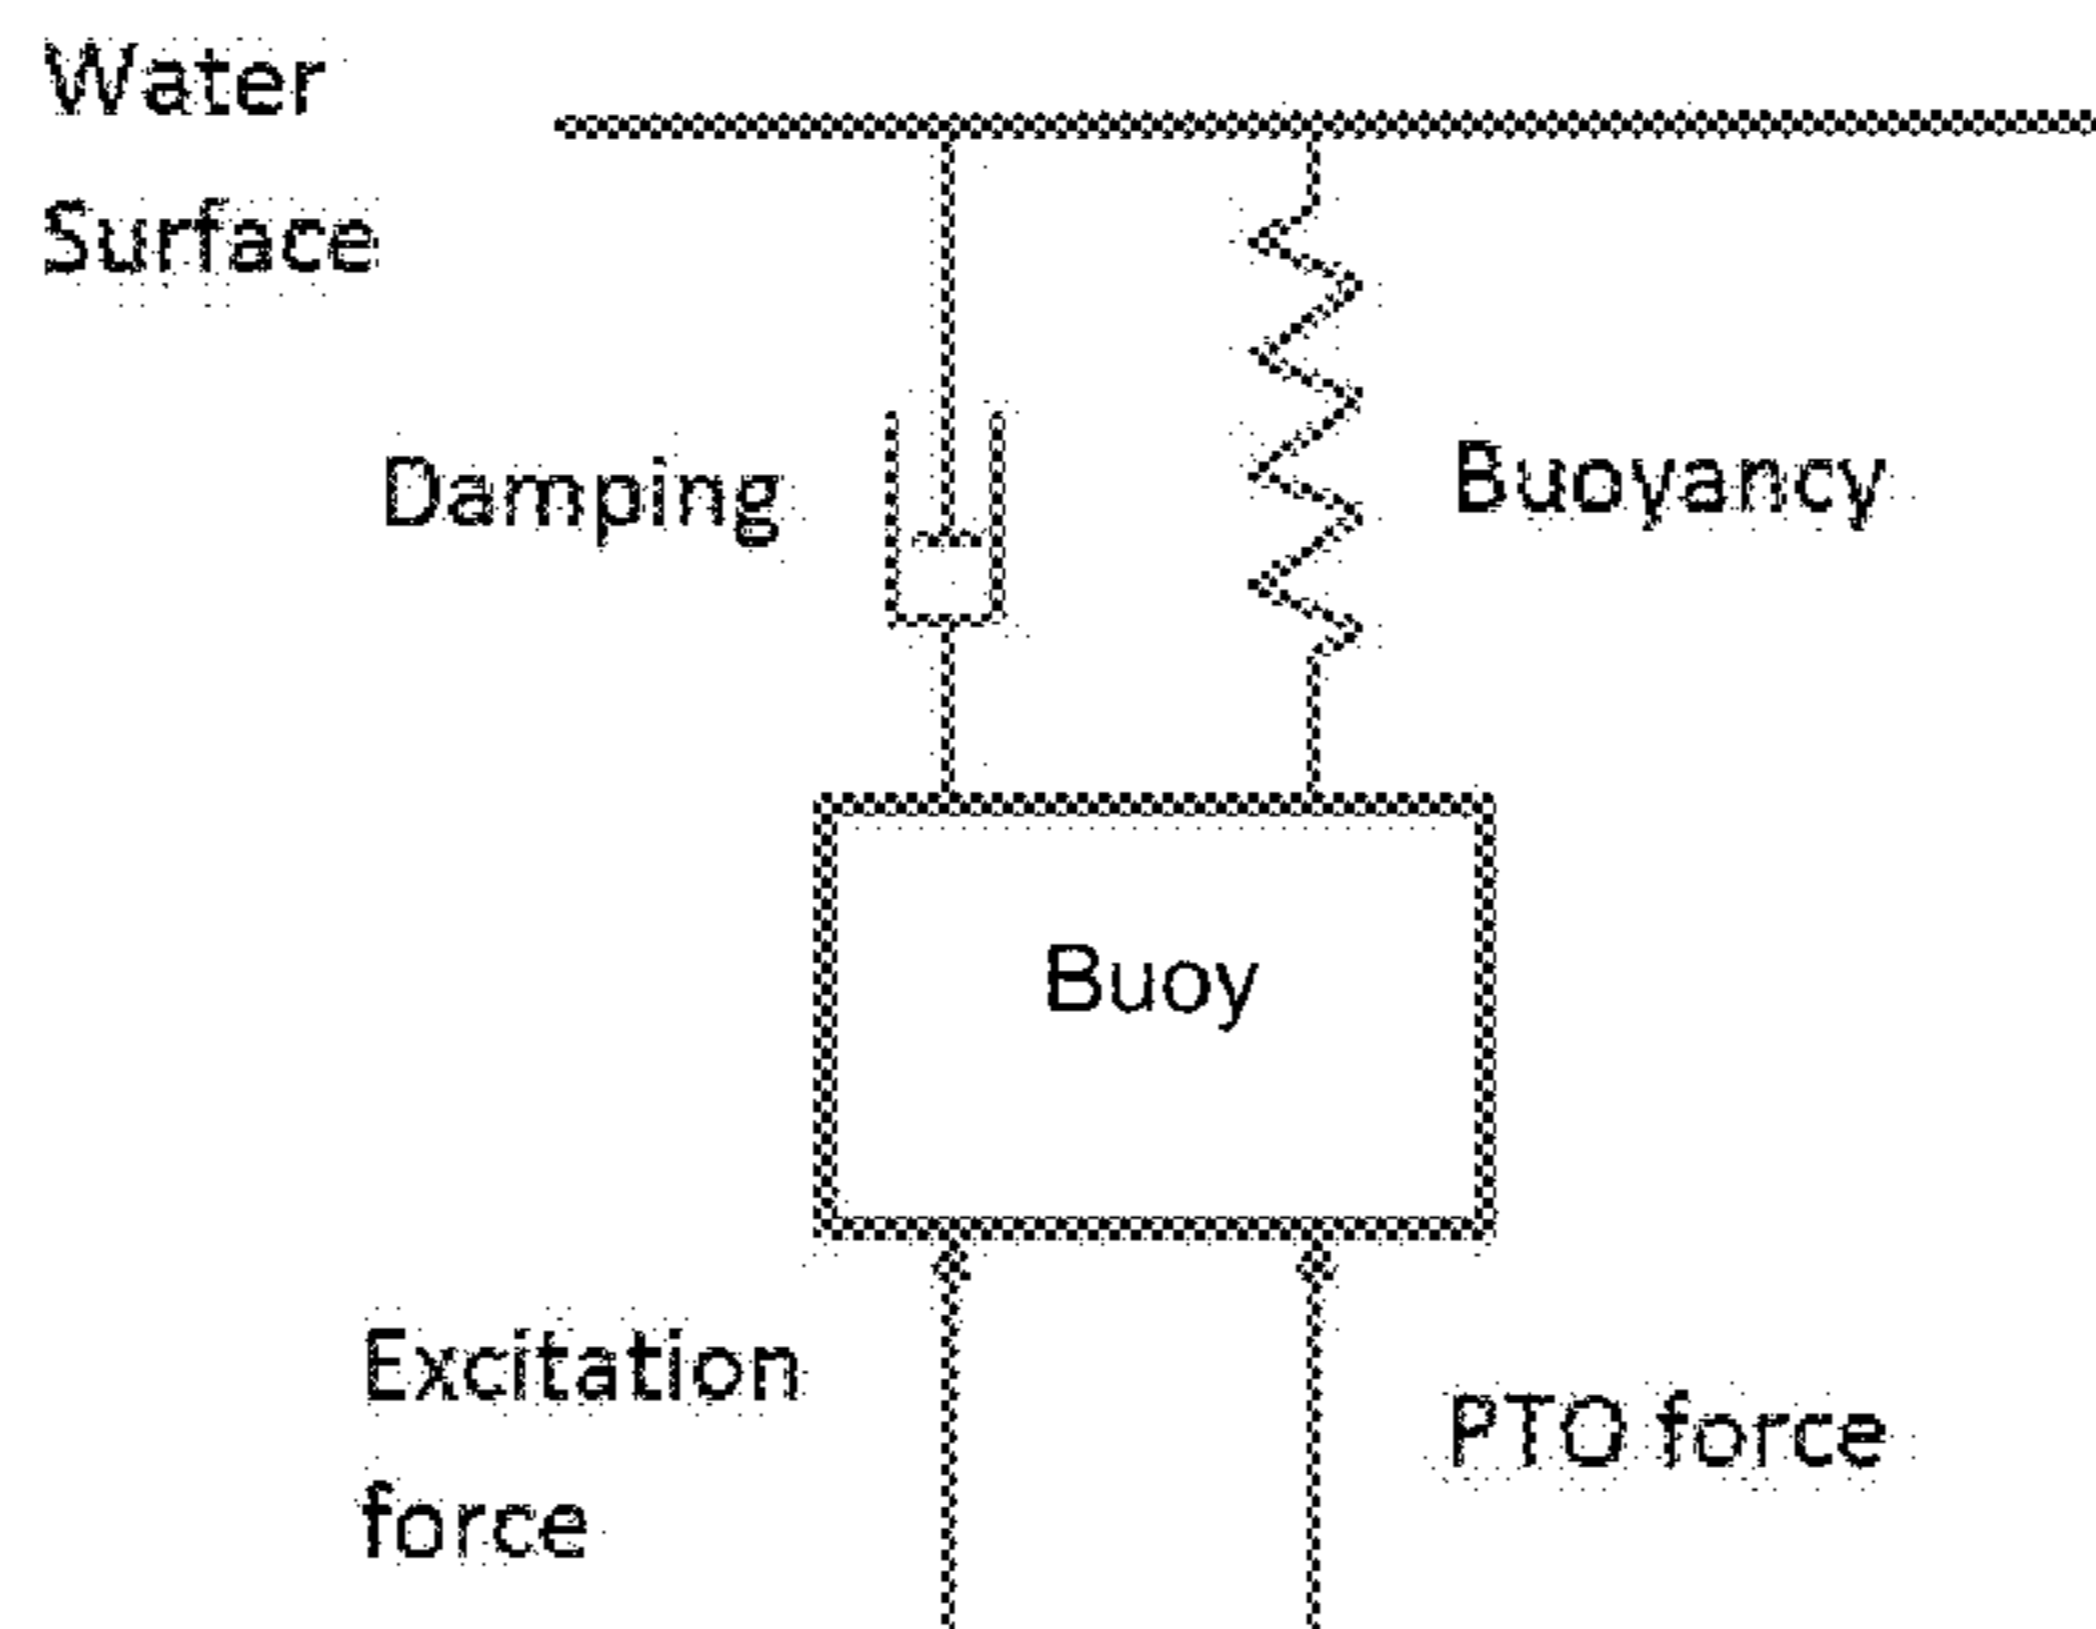 Water
Surface
Damping
Buoyancy
Buoy
Excitation
force
PTO force